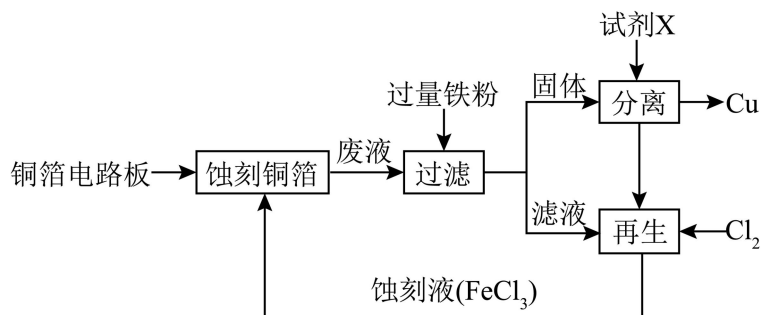 试剂X
过量铁粉
固体
分离
Cu
铜箔电路板
蚀刻铜箔
废液
过滤
滤液
再生
Cl₂
蚀刻液(FeCl₃)